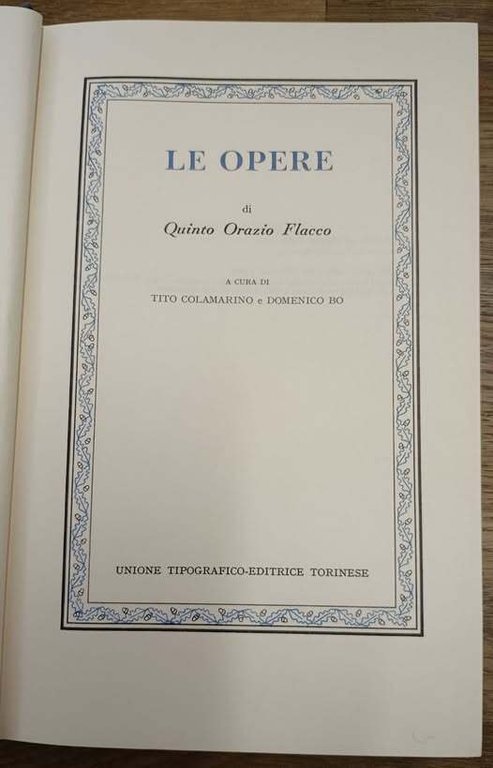 LE OPERE
di
Quinto Orazio Flacco
A CURA DI
TITO COLAMARINO e DOMENICO BO
UNIONE TIPOGRAFICO-EDITRICE TORINESE